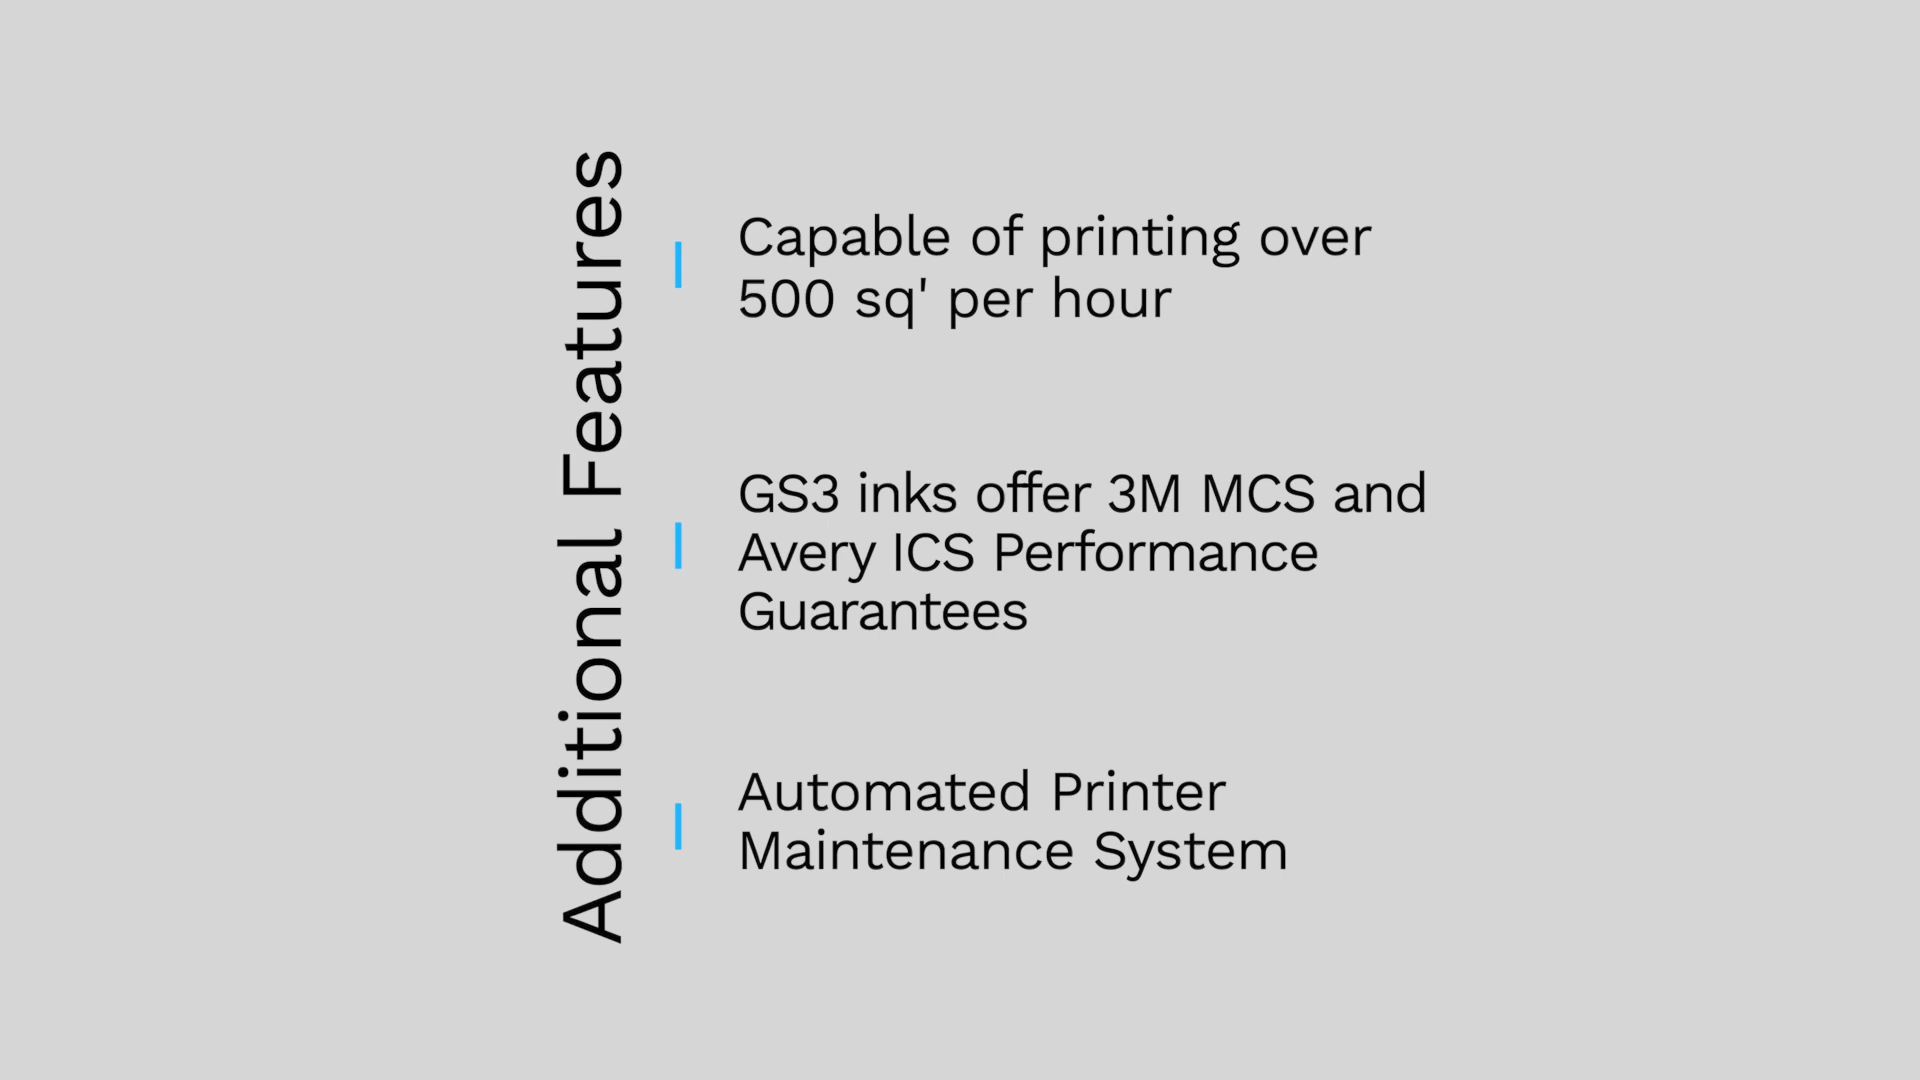 Additional Features
Capable of printing over
500 sq' per hour
GS3 inks offer 3M MCS and
Avery ICS Performance
Guarantees
Automated Printer
Maintenance System